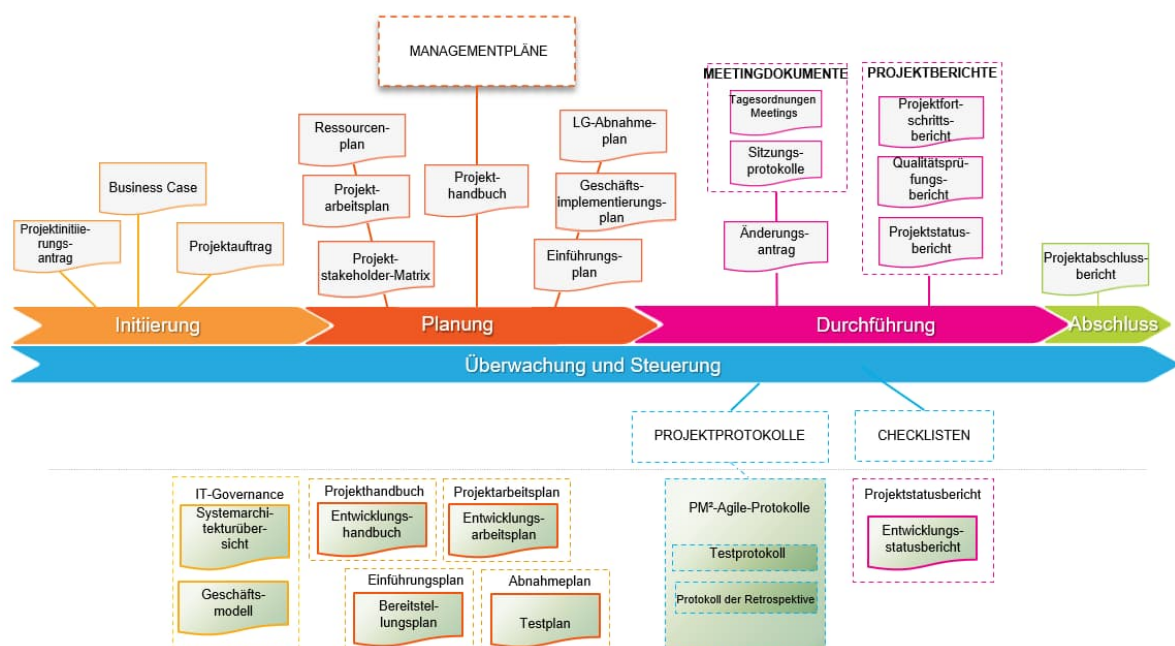 MANAGEMENTPLÄNE
MEETINGDOKUMENTE
PROJEKTBERICHTE
Tagesordnungen
Meetings
Sitzungs-
protokolle
Änderungs-
antrag
Projektfort-
schritts-
bericht
Qualitätsprü-
fungs-
bericht
Projektstatus-
bericht
Ressourcen-
plan
Projekt-
arbeitsplan
Projekt-
stakeholder-Matrix
Projekt-
handbuch
LG-Abnahme-
plan
Geschäfts-
implementierungs-
plan
Einführungs-
plan
Business Case
Projektinitiie-
rungs-
antrag
Projektauftrag
Projektabschluss-
bericht
Initiierung
Planung
Durchführung
Abschluss
Überwachung und Steuerung
PROJEKTPROTOKOLLE
CHECKLISTEN
IT-Governance
Systemarchi-
tekturüber-
sicht
Geschäfts-
modell
Projekthandbuch
Entwicklungs-
handbuch
Projektarbeitsplan
Entwicklungs-
arbeitsplan
Einführungsplan
Bereitstel-
lungsplan
Abnahmeplan
Testplan
PM²-Agile-Protokolle
Testprotokoll
Protokoll der Retrospektive
Projektstatusbericht
Entwicklungs-
statusbericht